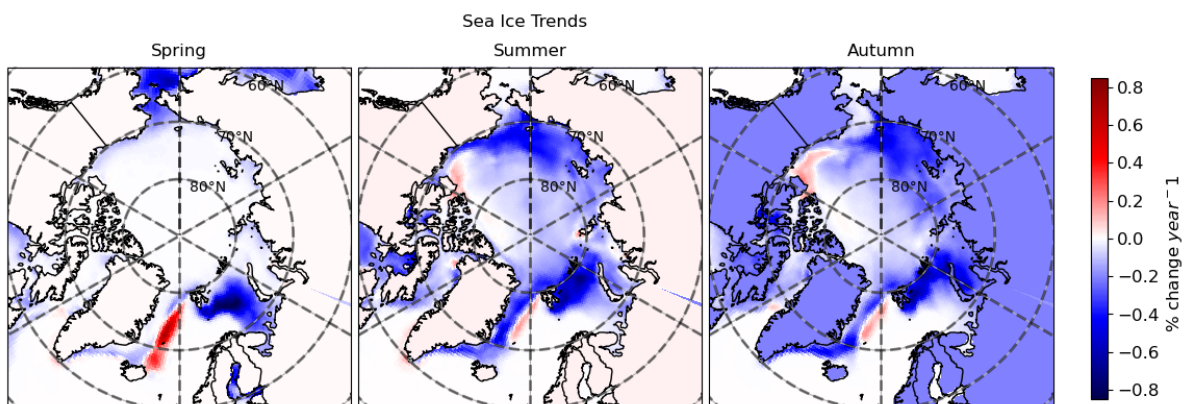 Sea Ice Trends
Spring
Summer
Autumn
60°N
70°N
80°N
60°N
70°N
80°N
60°N
70°N
80°N
0.8
0.6
0.4
0.2
0.0
−0.2
−0.4
−0.6
−0.8
% change year⁻1